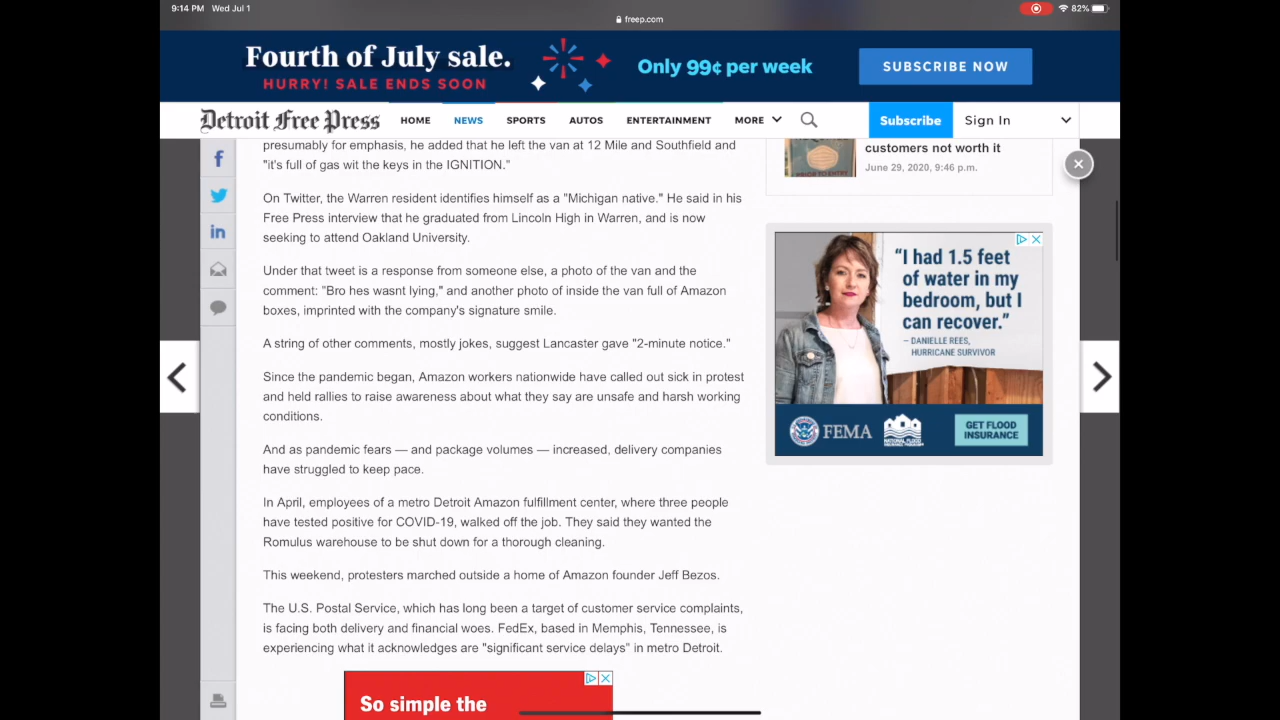 9:14 PM Wed Jul 1
82%
freep.com
Fourth of July sale.
HURRY! SALE ENDS SOON
Only 99¢ per week
SUBSCRIBE NOW
Detroit Free Press
HOME
NEWS
SPORTS
AUTOS
ENTERTAINMENT
MORE
Subscribe
Sign In
presumably for emphasis, he added that he left the van at 12 Mile and Southfield and
"it's full of gas wit the keys in the IGNITION."
On Twitter, the Warren resident identifies himself as a "Michigan native." He said in his
Free Press interview that he graduated from Lincoln High in Warren, and is now
seeking to attend Oakland University.
Under that tweet is a response from someone else, a photo of the van and the
comment: "Bro hes wasnt lying," and another photo of inside the van full of Amazon
boxes, imprinted with the company's signature smile.
A string of other comments, mostly jokes, suggest Lancaster gave "2-minute notice."
Since the pandemic began, Amazon workers nationwide have called out sick in protest
and held rallies to raise awareness about what they say are unsafe and harsh working
conditions.
And as pandemic fears — and package volumes — increased, delivery companies
have struggled to keep pace.
In April, employees of a metro Detroit Amazon fulfillment center, where three people
have tested positive for COVID-19, walked off the job. They said they wanted the
Romulus warehouse to be shut down for a thorough cleaning.
This weekend, protesters marched outside a home of Amazon founder Jeff Bezos.
The U.S. Postal Service, which has long been a target of customer service complaints,
is facing both delivery and financial woes. FedEx, based in Memphis, Tennessee, is
experiencing what it acknowledges are "significant service delays" in metro Detroit.
So simple the
customers not worth it
June 29, 2020, 9:46 p.m.
"I had 1.5 feet
of water in my
bedroom, but I
can recover."
– DANIELLE REES,
HURRICANE SURVIVOR
FEMA
GET FLOOD
INSURANCE